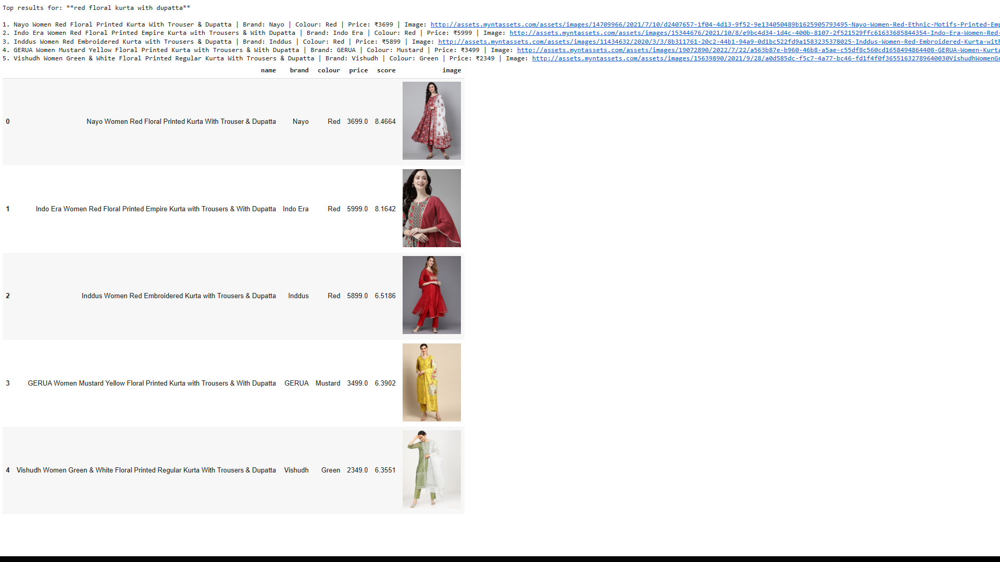 Top results for: **red floral kurta with dupatta**
1. Nayo Women Red Floral Printed Kurta With Trouser & Dupatta | Brand: Nayo | Colour: Red | Price: ₹3699 | Image: http://assets.myntassets.com/assets/images/14709966/2021/7/10/d2407657-1f04-4d13-9f52-9e134050489b1625905793495-Nayo-Women-Red-Ethnic-Motifs-Printed-Emp
2. Indo Era Women Red Floral Printed Empire Kurta with Trousers & With Dupatta | Brand: Indo Era | Colour: Red | Price: ₹5999 | Image: http://assets.myntassets.com/assets/images/15344676/2021/10/8/e9bc4d34-1d4c-400b-8107-2f521529ffc61633685844354-Indo-Era-Women-Red-
3. Inddus Women Red Embroidered Kurta with Trousers & Dupatta | Brand: Inddus | Colour: Red | Price: ₹5899 | Image: http://assets.myntassets.com/assets/images/11434632/2020/3/3/8b311761-20c2-44b1-94a9-0d1bc522fd9a1583235378025-Inddus-Women-Red-Embroidered-Kurta-with
4. GERUA Women Mustard Yellow Floral Printed Kurta with Trousers & With Dupatta | Brand: GERUA | Colour: Mustard | Price: ₹3499 | Image: http://assets.myntassets.com/assets/images/19072890/2022/7/22/a563b87e-b960-46b8-a5ae-c55df8c560cd1658494864408-GERUA-Women-Kurta
5. Vishudh Women Green & White Floral Printed Regular Kurta With Trousers & Dupatta | Brand: Vishudh | Colour: Green | Price: ₹2349 | Image: http://assets.myntassets.com/assets/images/15639890/2021/9/28/a0d585dc-f5c7-4a77-bc46-fd1f4f0f36551632789640030VishudhWomenGr
name brand colour price score image
0 Nayo Women Red Floral Printed Kurta With Trouser & Dupatta Nayo Red 3699.0 8.4664
1 Indo Era Women Red Floral Printed Empire Kurta with Trousers & With Dupatta Indo Era Red 5999.0 8.1642
2 Inddus Women Red Embroidered Kurta with Trousers & Dupatta Inddus Red 5899.0 6.5186
3 GERUA Women Mustard Yellow Floral Printed Kurta with Trousers & With Dupatta GERUA Mustard 3499.0 6.3902
4 Vishudh Women Green & White Floral Printed Regular Kurta With Trousers & Dupatta Vishudh Green 2349.0 6.3551